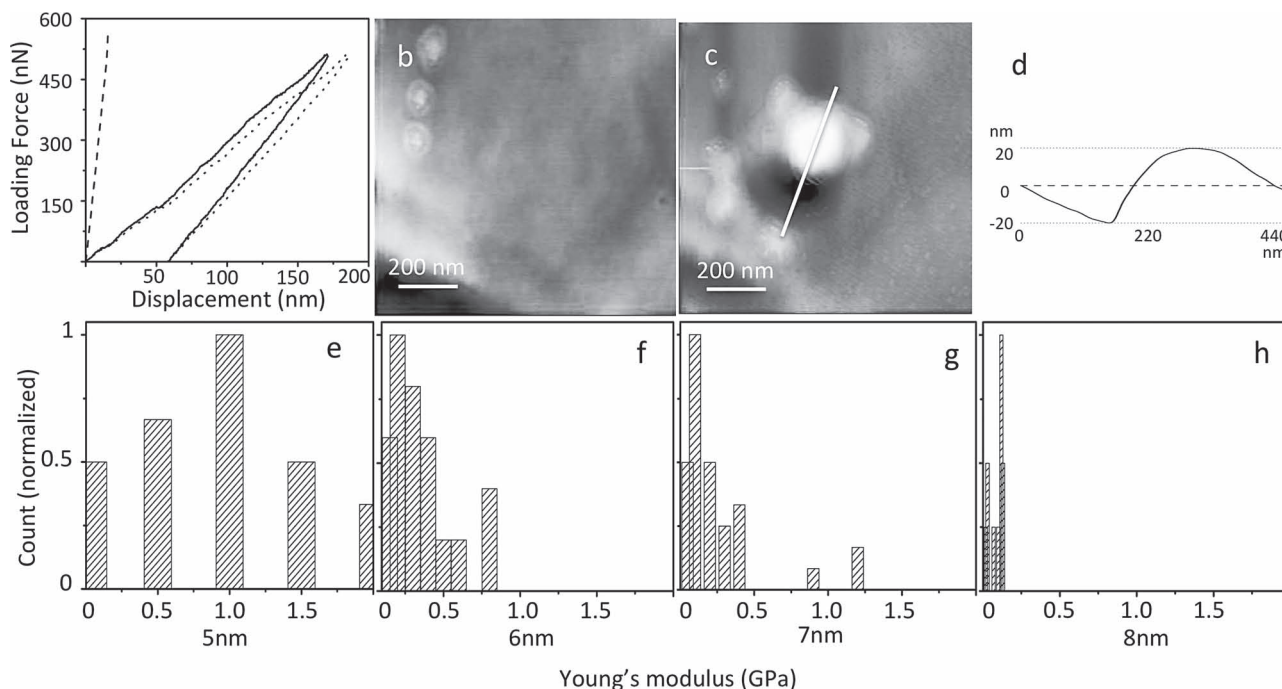 600
450
300
150
Loading Force (nN)
50 100 150 200
Displacement (nm)
b
200 nm
c
200 nm
d
nm
20
0
-20
0 220 440
nm
1
0.5
0
Count (normalized)
e
0 0.5 1.0 1.5
5nm
f
0 0.5 1.0 1.5
6nm
g
0.5 1.0 1.5
7nm
h
0 0.5 1.0 1.5
8nm
Young's modulus (GPa)